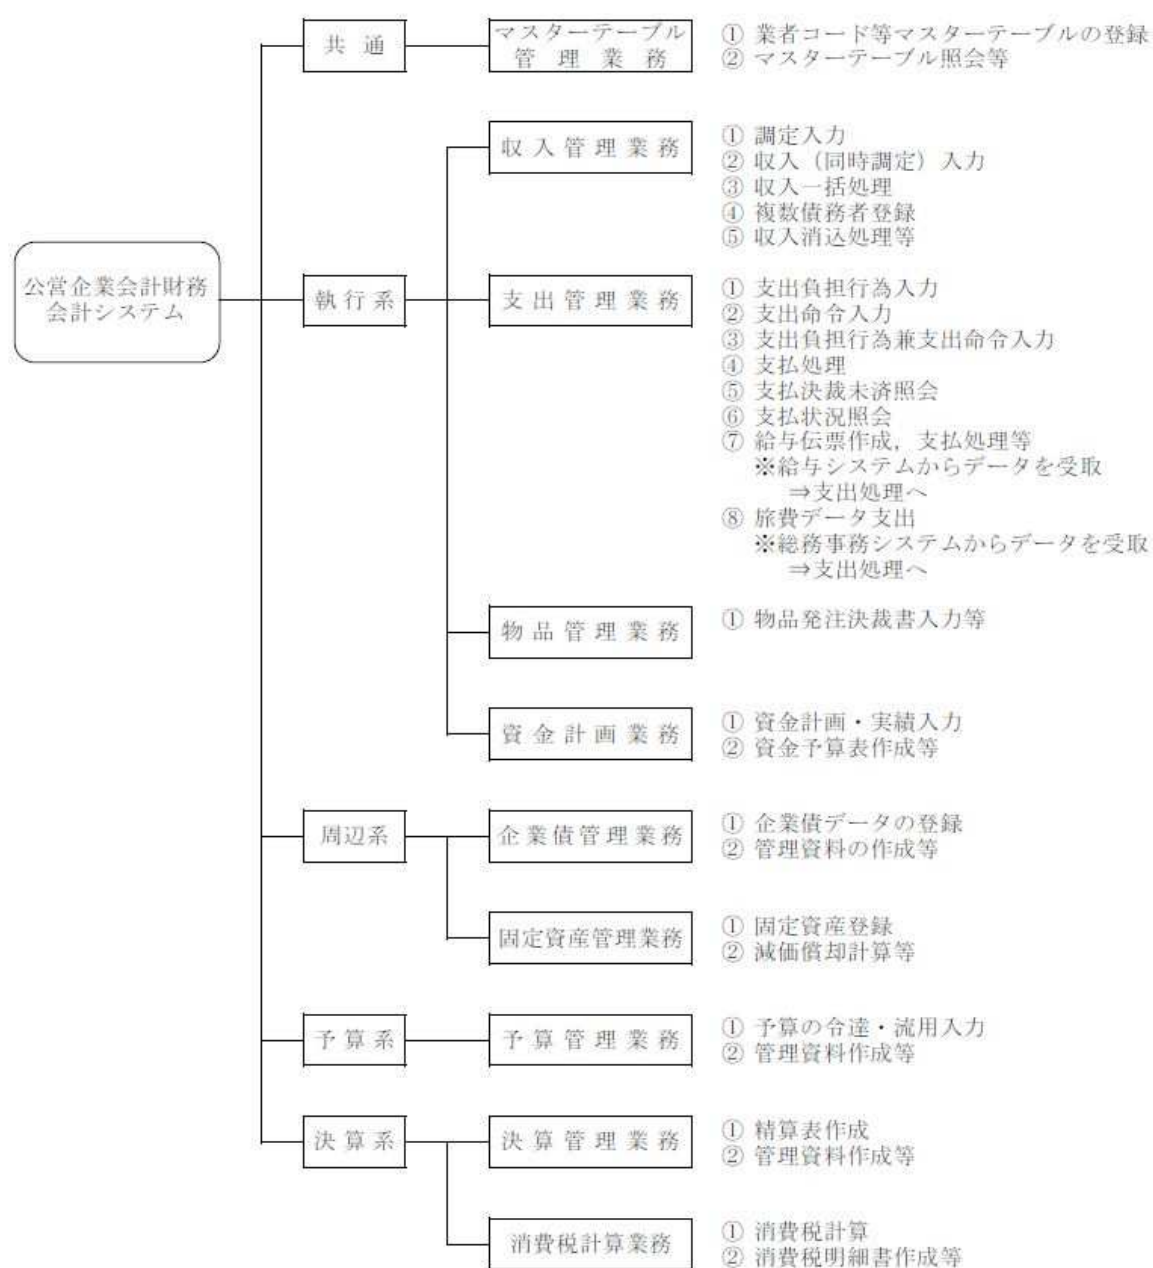 共通
マスターテーブル
管理業務
① 業者コード等マスターテーブルの登録
② マスターテーブル照会等
収入管理業務
① 調定入力
② 収入（同時調定）入力
③ 収入一括処理
④ 複数債務者登録
⑤ 収入消込処理等
公営企業会計財務
会計システム
執行系
支出管理業務
① 支出負担行為入力
② 支出命令入力
③ 支出負担行為兼支出命令入力
④ 支払処理
⑤ 支払決裁未済照会
⑥ 支払状況照会
⑦ 給与伝票作成，支払処理等
※給与システムからデータを受取
⇒支出処理へ
⑧ 旅費データ支出
※総務事務システムからデータを受取
⇒支出処理へ
物品管理業務
① 物品発注決裁書入力等
資金計画業務
① 資金計画・実績入力
② 資金予算表作成等
周辺系
企業債管理業務
① 企業債データの登録
② 管理資料の作成等
固定資産管理業務
① 固定資産登録
② 減価償却計算等
予算系
予算管理業務
① 予算の令達・流用入力
② 管理資料作成等
決算系
決算管理業務
① 精算表作成
② 管理資料作成等
消費税計算業務
① 消費税計算
② 消費税明細書作成等